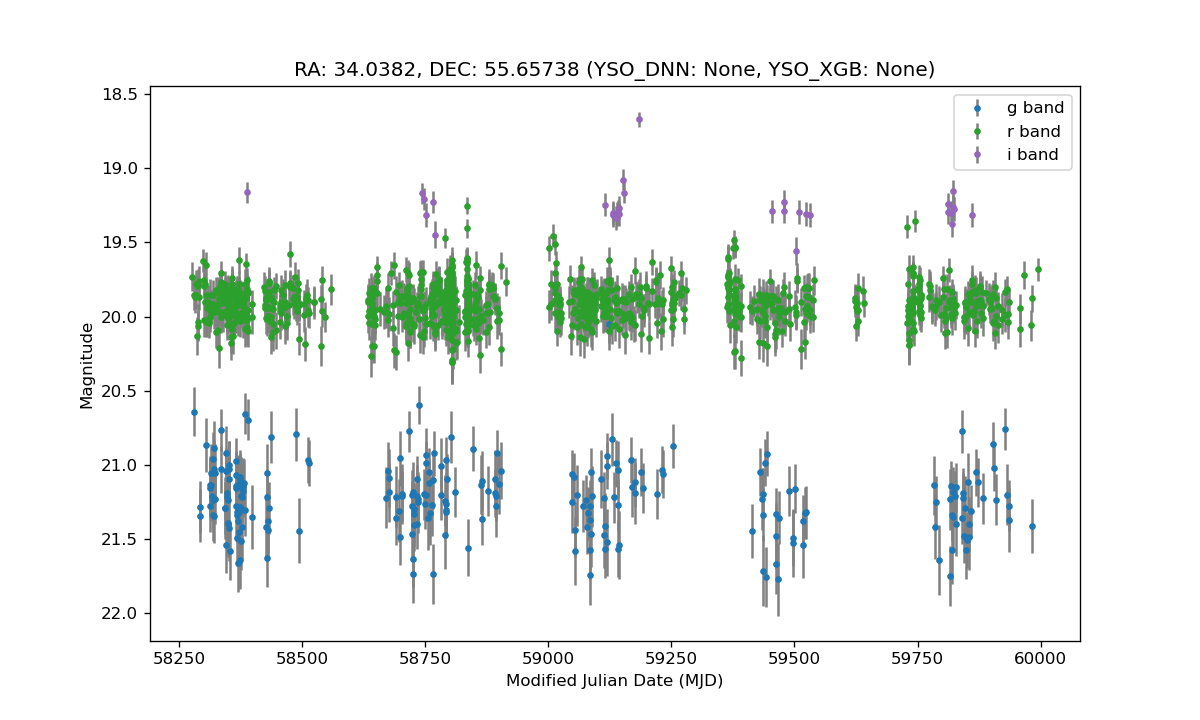 RA: 34.0382, DEC: 55.65738 (YSO_DNN: None, YSO_XGB: None)
18.5
19.0
19.5
20.0
20.5
21.0
21.5
22.0
Magnitude
g band
r band
i band
58250
58500
58750
59000
59250
59500
59750
60000
Modified Julian Date (MJD)